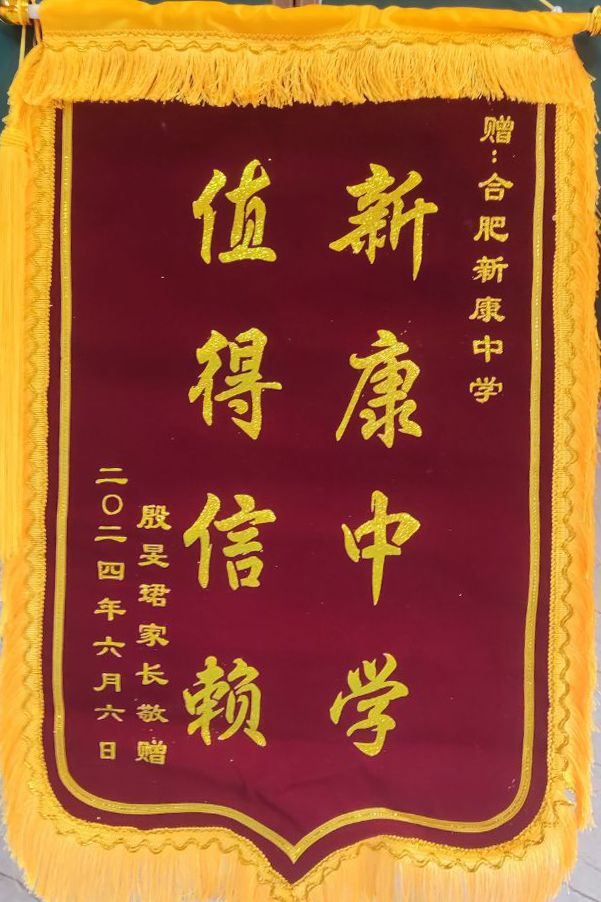 赠：合肥新康中学
新康中学
值得信赖
殷旻珺家长敬赠
二〇二四年六月六日